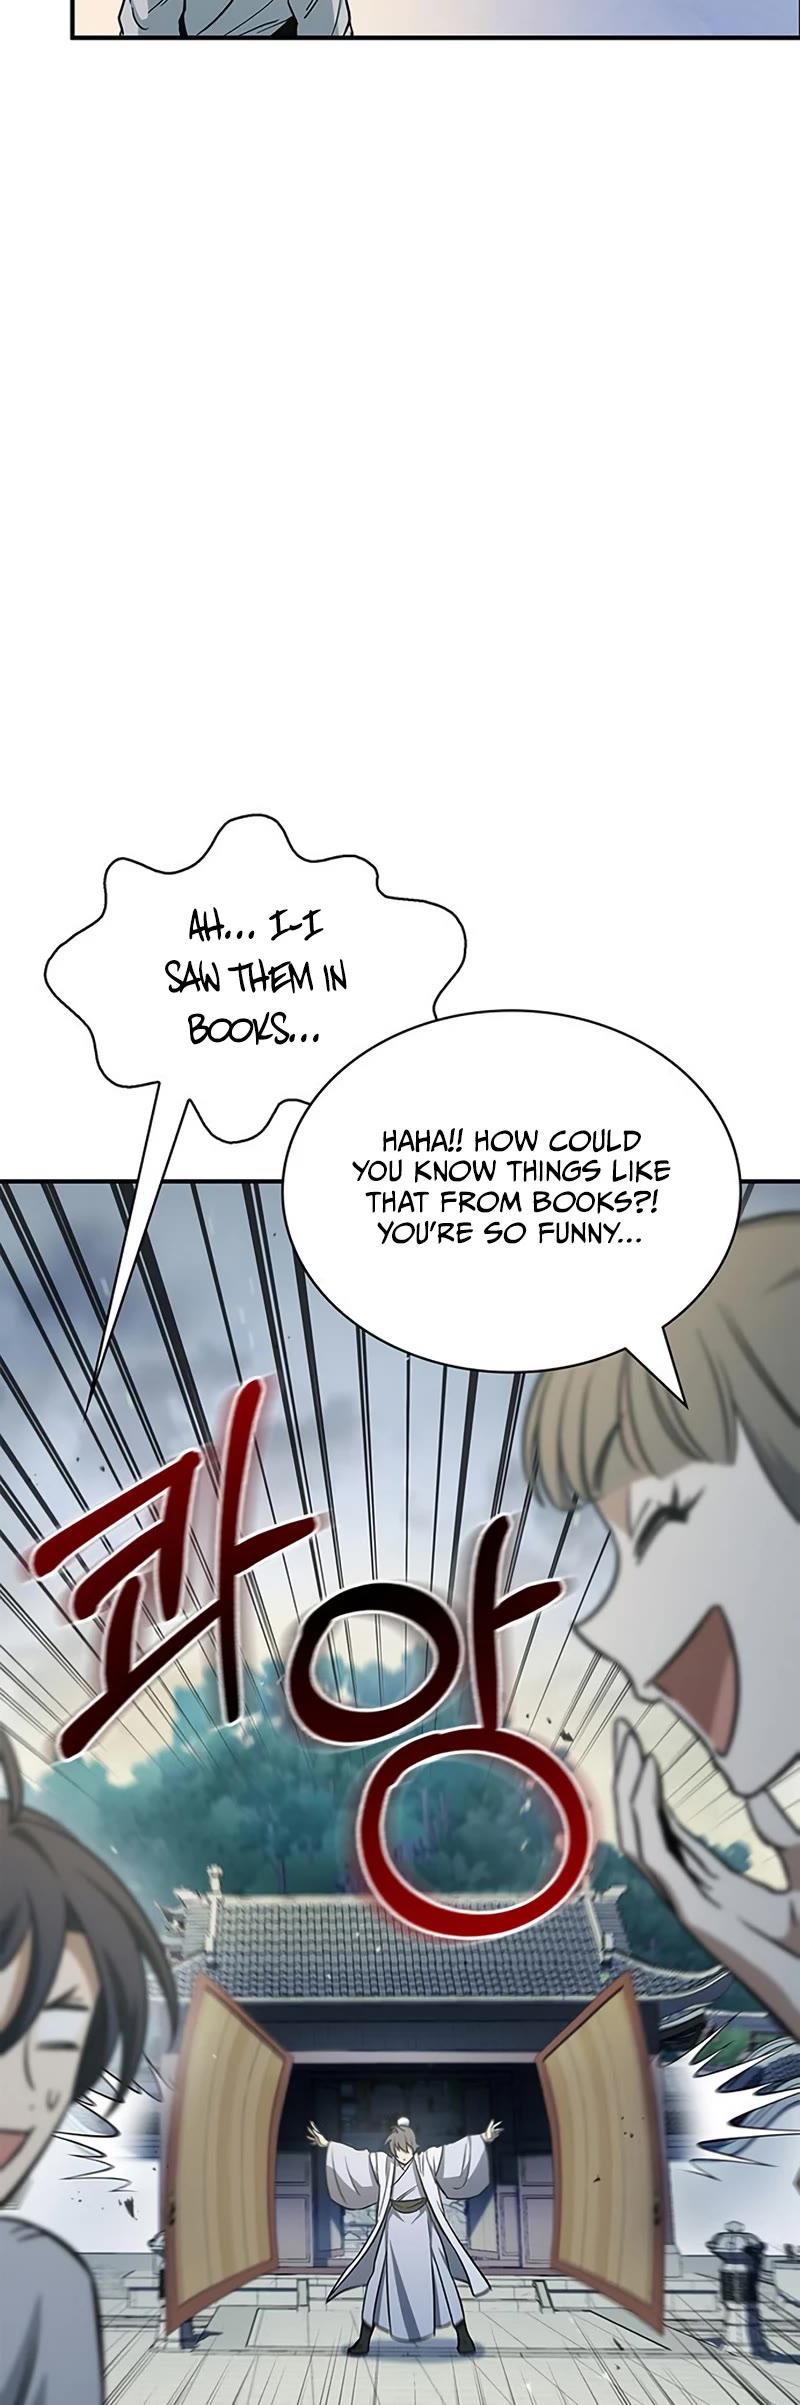 AH... I-I
SAW THEM IN
BOOKS...
HAHA!! HOW COULD
YOU KNOW THINGS LIKE
THAT FROM BOOKS?!
YOU'RE SO FUNNY...
콰앙